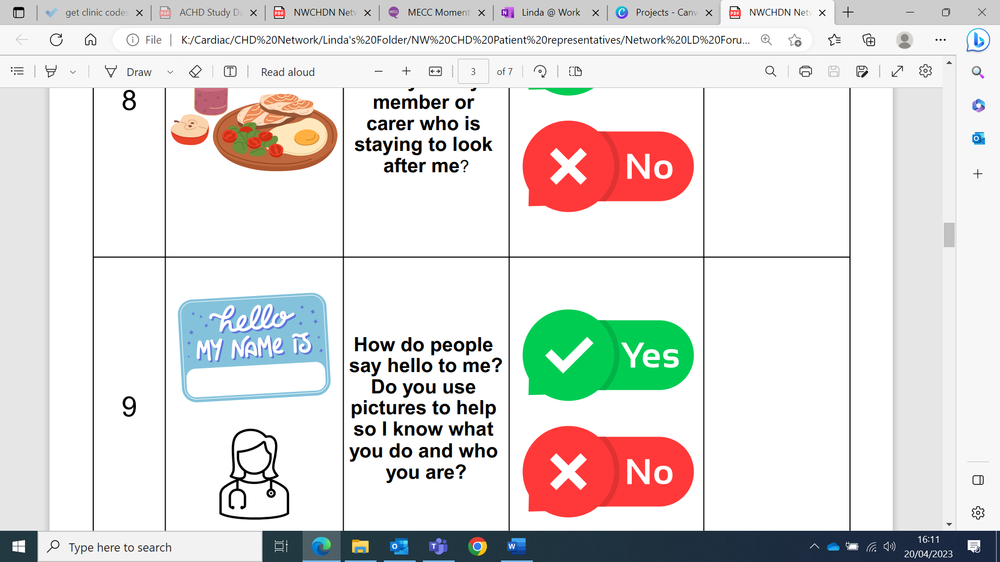 get clinic codes
ACHD Study Da
NWCHDN Netw
MECC Moment
Linda @ Work
Projects - Canv
NWCHDN Netw
File
K:/Cardiac/CHD%20Network/Linda's%20Folder/NW%20CHD%20Patient%20representatives/Network%20LD%20Foru...
Draw
Read aloud
3
of 7
8
member or
carer who is
staying to look
after me?
No
9
hello
MY NAMe iS
How do people
say hello to me?
Do you use
pictures to help
so I know what
you do and who
you are?
Yes
No
Type here to search
16:11
20/04/2023